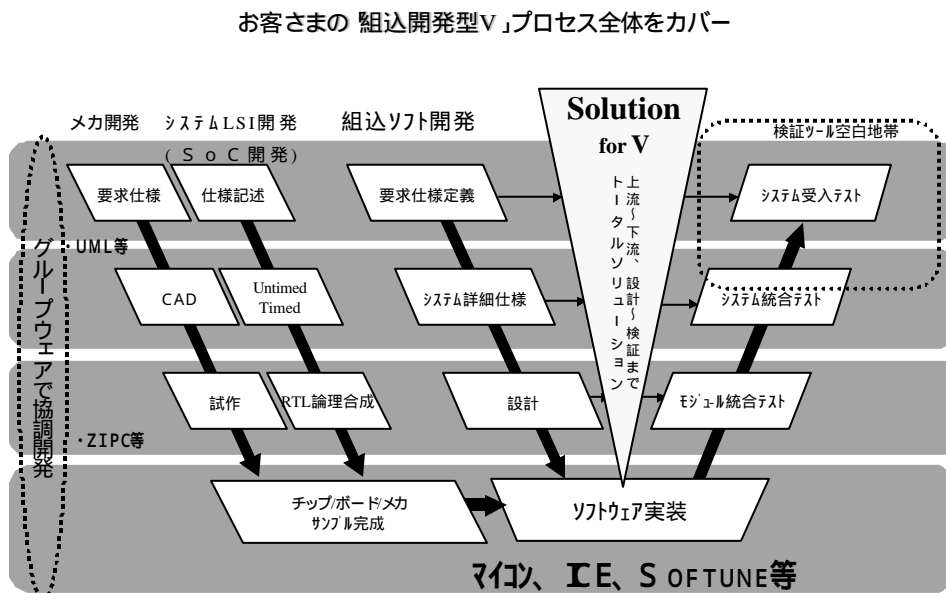 お客さまの「組込開発型V」プロセス全体をカバー
メカ開発
システムLSI開発
(SoC開発)
組込ソフト開発
Solution
for V
上流~下流、設計~検証まで
トータルソリューション
検証ツール空白地帯
要求仕様
仕様記述
要求仕様定義
システム受入テスト
・UML等
グループウェアで協調開発
CAD
Untimed
Timed
システム詳細仕様
システム統合テスト
試作
RTL論理合成
設計
モジュール統合テスト
・ZIPC等
チップ/ボード/メカ
サンプル完成
ソフトウェア実装
マイコン、ICE、SOFTUNE等